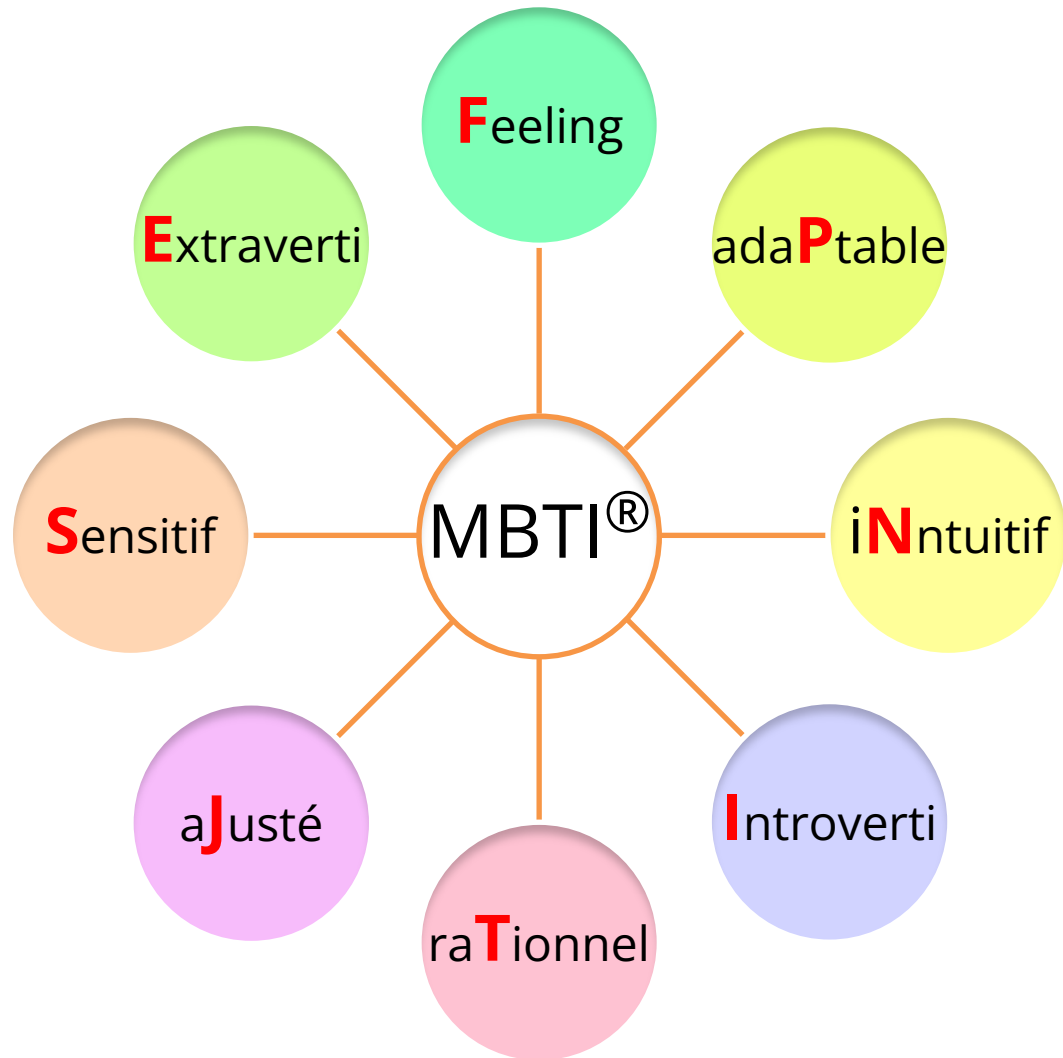 Feeling
Extraverti
adaPtable
MBTI®
Sensitif
iNntuitif
aJusté
Introverti
raTionnel